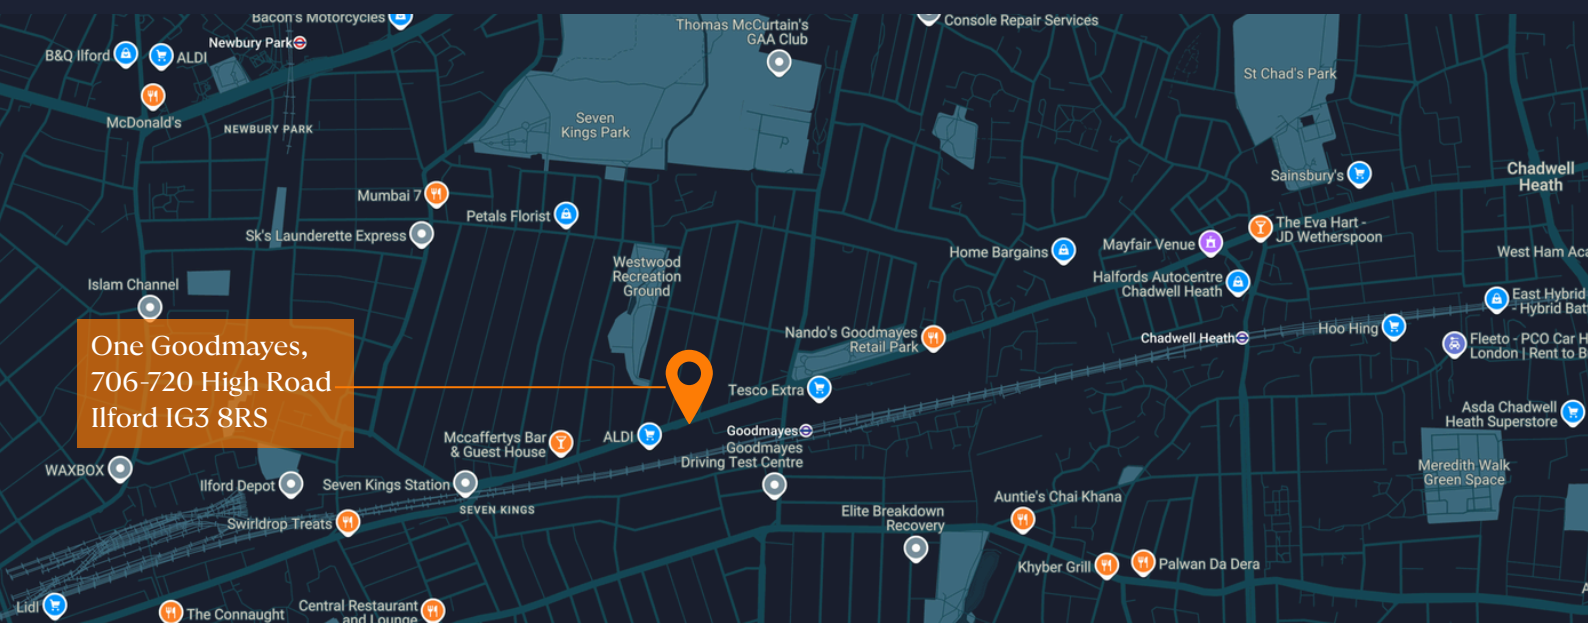 Bacon's Motorcycles
Thomas McCurtain's
GAA Club
Console Repair Services
B&Q Ilford
ALDI
Newbury Park
McDonald's
NEWBURY PARK
Seven
Kings Park
St Chad's Park
Sainsbury's
Chadwell
Heath
Mumbai 7
Petals Florist
Sk's Launderette Express
The Eva Hart -
JD Wetherspoon
Mayfair Venue
Home Bargains
West Ham Aca
Westwood
Recreation
Ground
Halfords Autocentre
Chadwell Heath
Islam Channel
East Hybrid
- Hybrid Bat
Hoo Hing
Nando's Goodmayes
Retail Park
Chadwell Heath
Fleeto - PCO Car H
London | Rent to B
One Goodmayes,
706-720 High Road
Ilford IG3 8RS
Tesco Extra
Asda Chadwell
Heath Superstore
Mccaffertys Bar
& Guest House
ALDI
Goodmayes
Goodmayes
Driving Test Centre
WAXBOX
Ilford Depot
Seven Kings Station
SEVEN KINGS
Meredith Walk
Green Space
Swirldrop Treats
Auntie's Chai Khana
Elite Breakdown
Recovery
Khyber Grill
Palwan Da Dera
Lidl
The Connaught
Central Restaurant
and Lounge